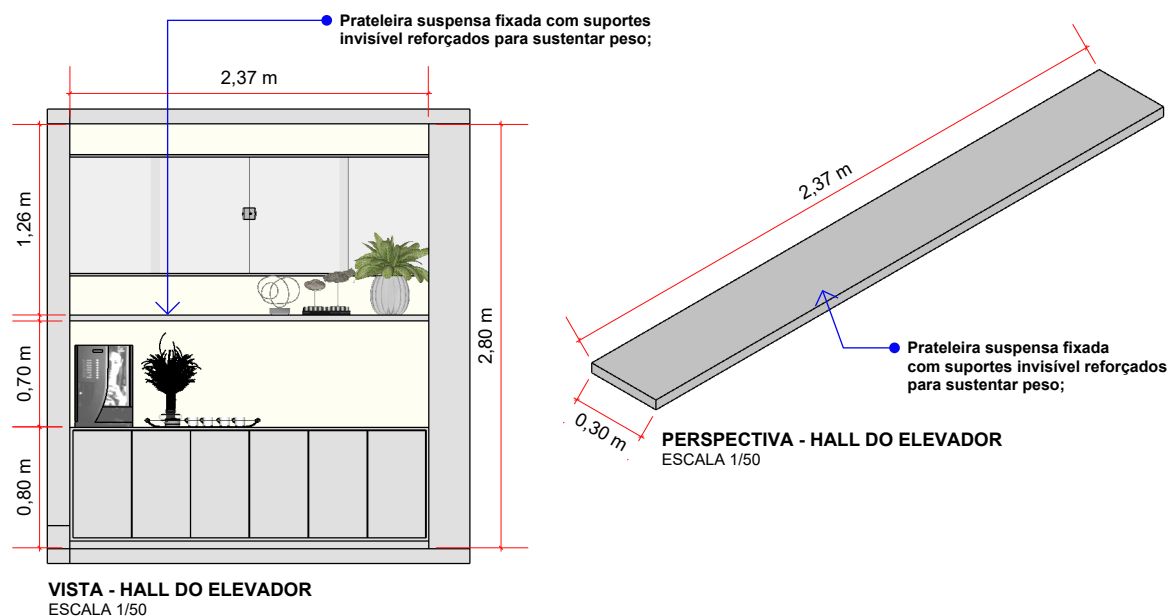 Prateleira suspensa fixada com suportes
invisível reforçados para sustentar peso;
2,37 m
1,26 m
0,70 m
0,80 m
2,80 m
VISTA - HALL DO ELEVADOR
ESCALA 1/50
2,37 m
0,30 m
Prateleira suspensa fixada
com suportes invisível reforçados
para sustentar peso;
PERSPECTIVA - HALL DO ELEVADOR
ESCALA 1/50